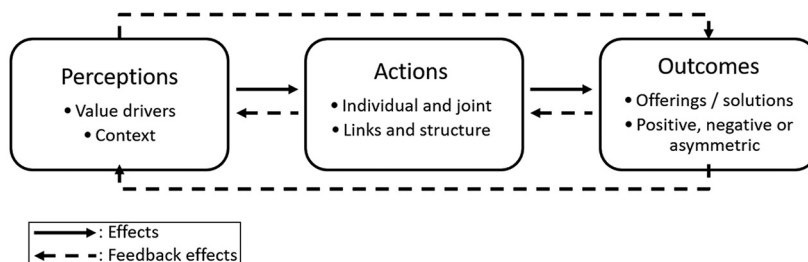 Perceptions
• Value drivers
• Context
Actions
• Individual and joint
• Links and structure
Outcomes
• Offerings / solutions
• Positive, negative or
asymmetric
: Effects
: Feedback effects